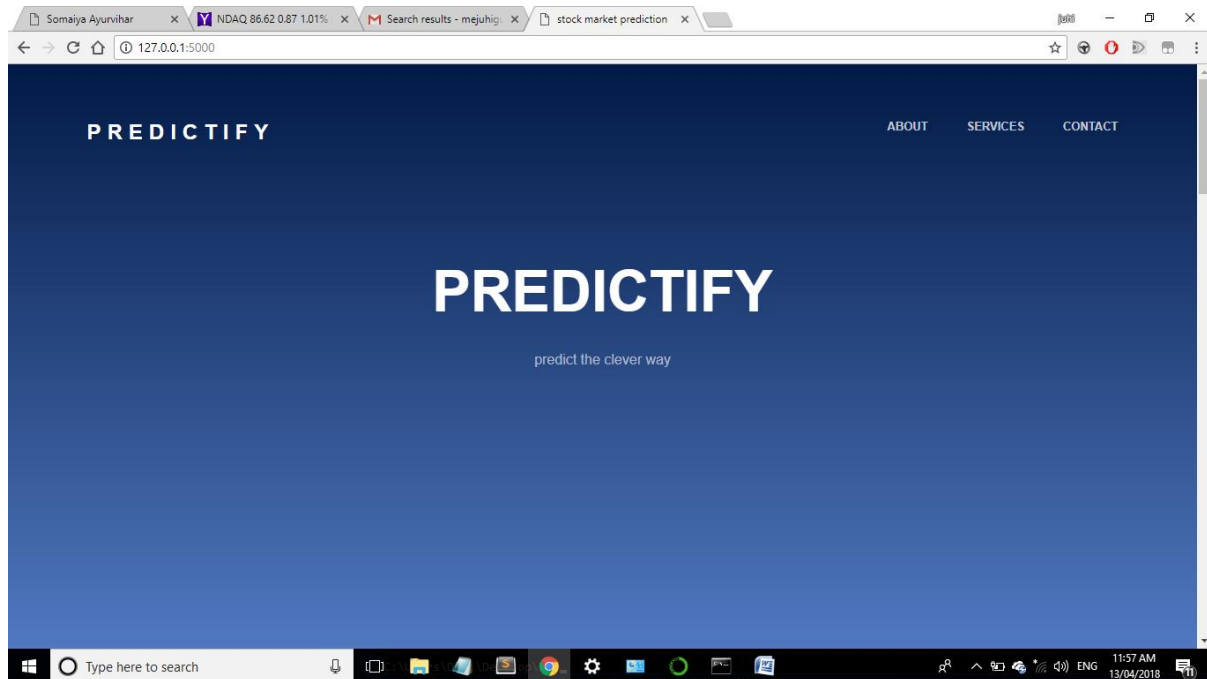 Somaiya Ayurvihar
NDAQ 86.62 0.87 1.01%
Search results - mejuhig
stock market prediction
127.0.0.1:5000
PREDICTIFY
ABOUT SERVICES CONTACT
PREDICTIFY
predict the clever way
Type here to search
ENG
11:57 AM
13/04/2018
11